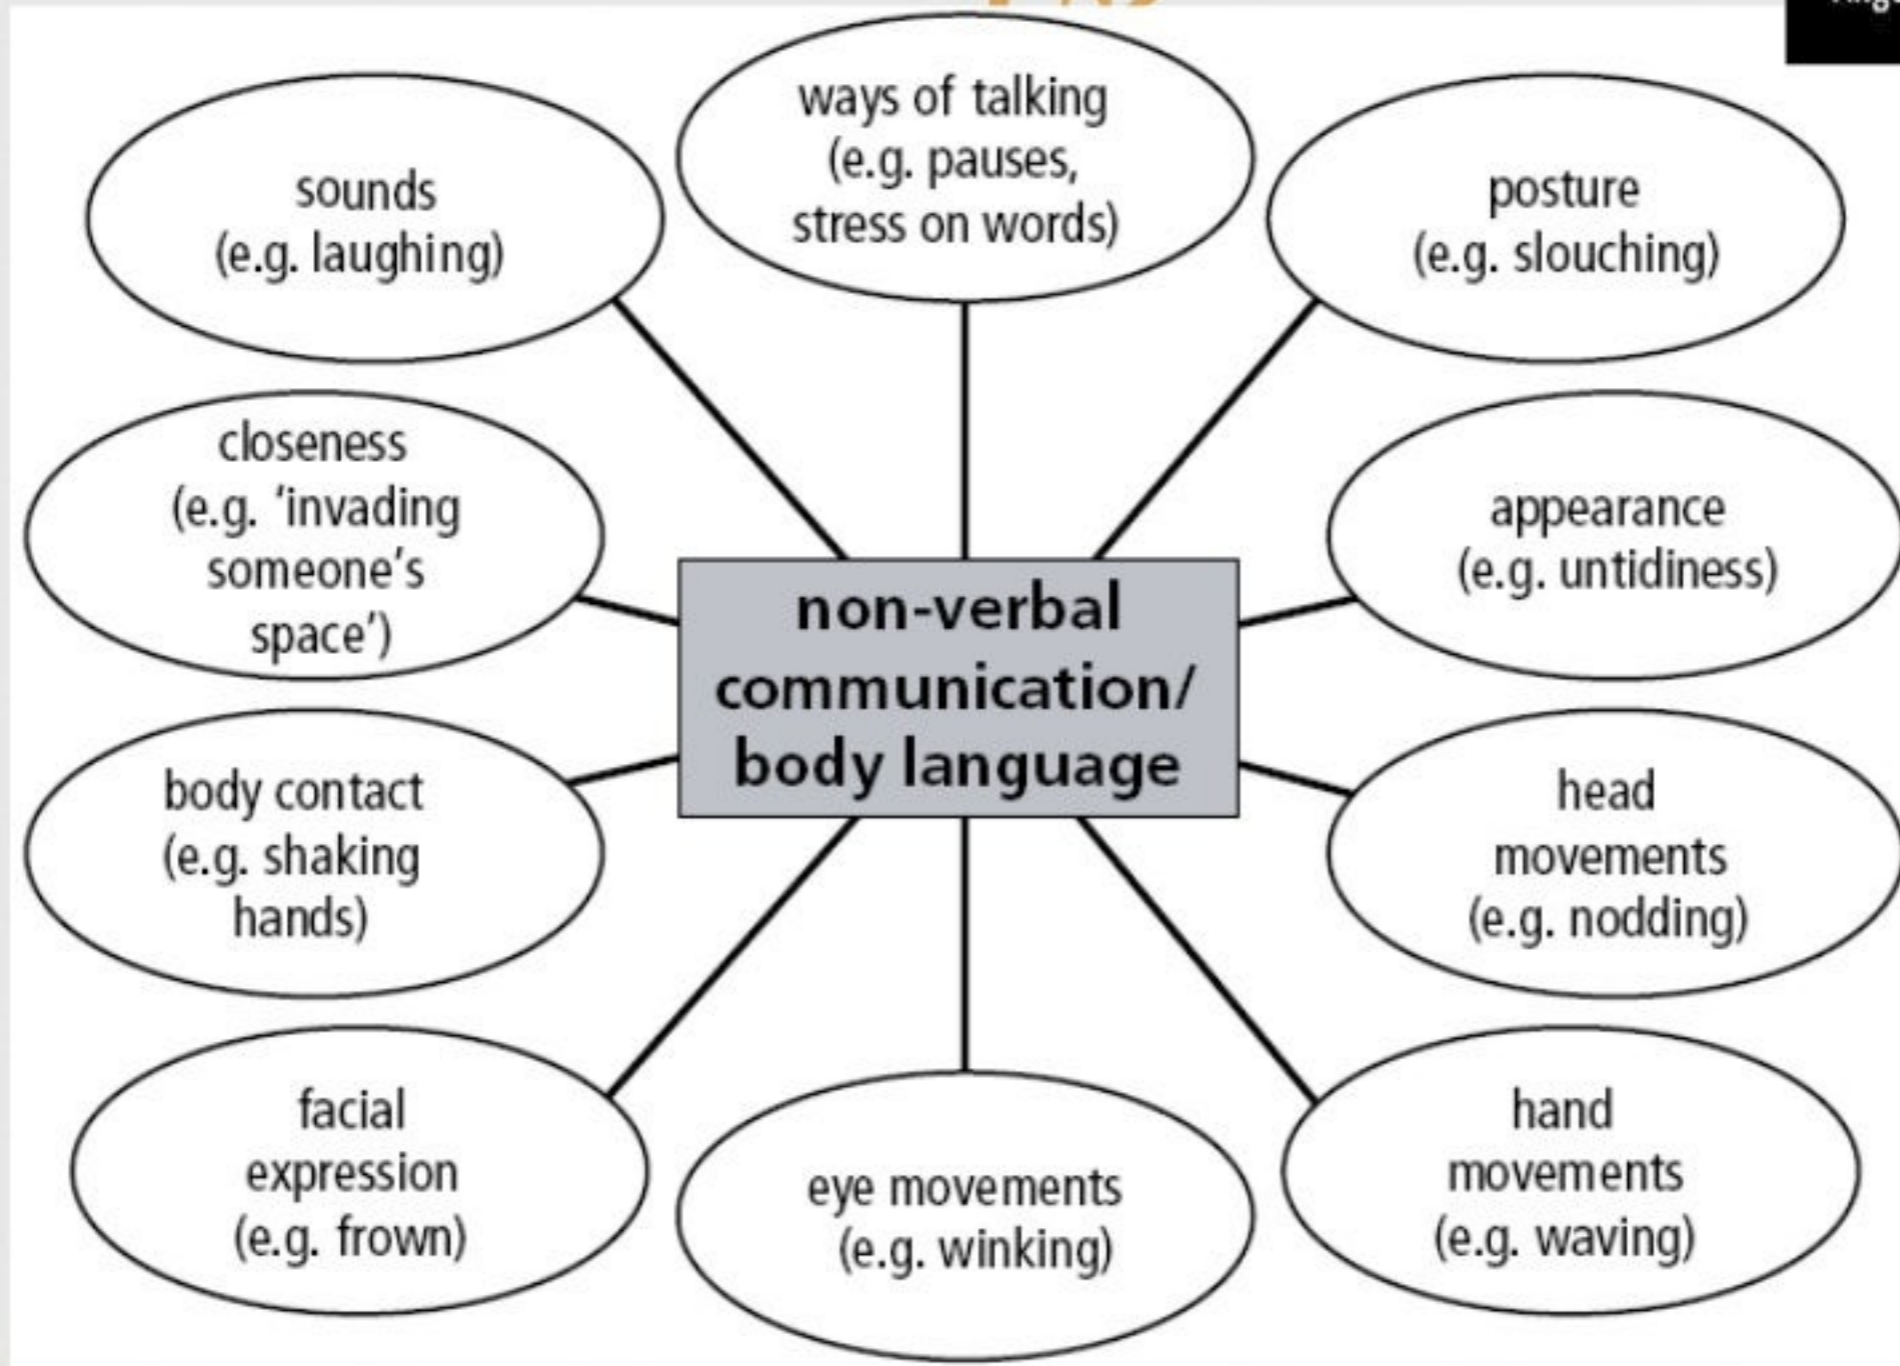 ways of talking
(e.g. pauses,
stress on words)
sounds
(e.g. laughing)
posture
(e.g. slouching)
closeness
(e.g. ‘invading
someone’s
space’)
appearance
(e.g. untidiness)
non-verbal
communication/
body language
body contact
(e.g. shaking
hands)
head
movements
(e.g. nodding)
facial
expression
(e.g. frown)
eye movements
(e.g. winking)
hand
movements
(e.g. waving)